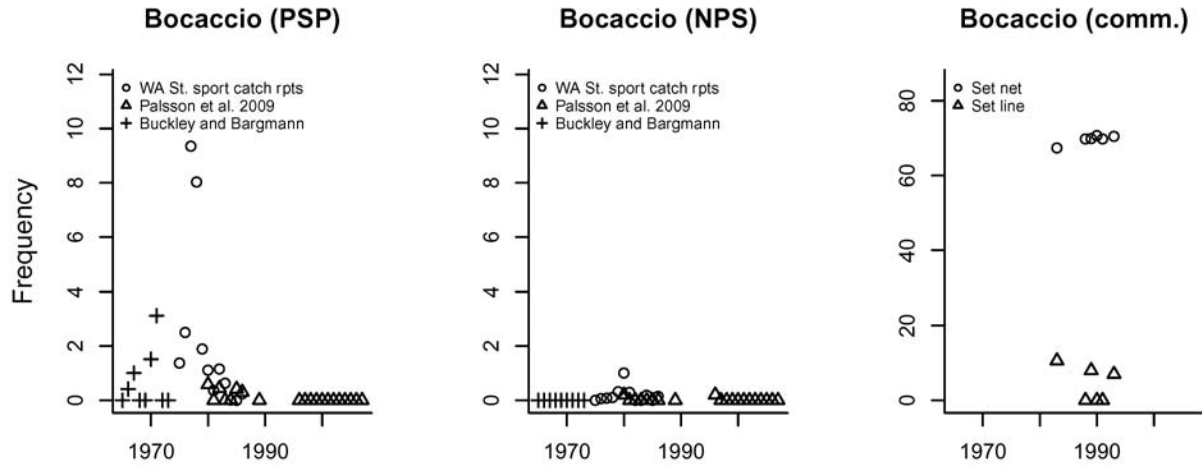 Bocaccio (PSP)
Bocaccio (NPS)
Bocaccio (comm.)
Frequency
12
10
8
6
4
2
0
WA St. sport catch rpts
Palsson et al. 2009
Buckley and Bargmann
1970
1990
12
10
8
6
4
2
0
WA St. sport catch rpts
Palsson et al. 2009
Buckley and Bargmann
1970
1990
80
60
40
20
0
Set net
Set line
1970
1990